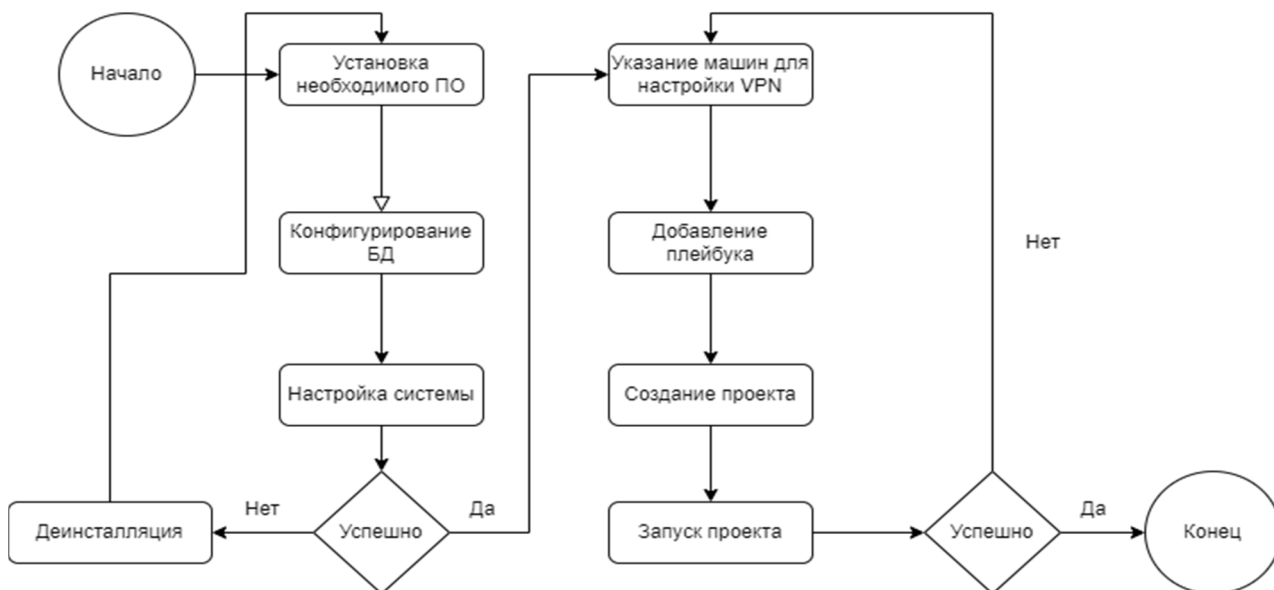 Начало
Установка
необходимого ПО
Конфигурирование
БД
Настройка системы
Успешно
Нет
Деинсталляция
Да
Указание машин для
настройки VPN
Добавление
плейбука
Создание проекта
Запуск проекта
Успешно
Нет
Да
Конец